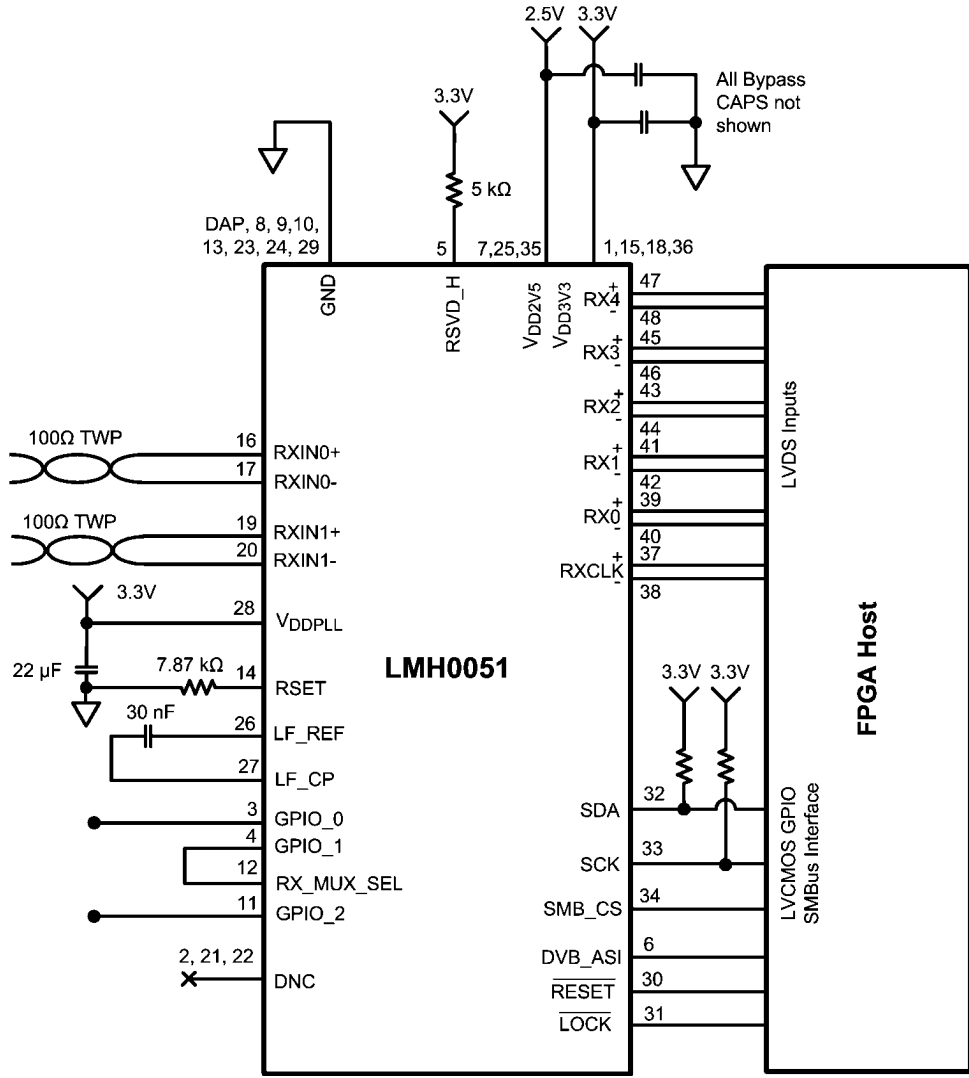 2.5V 3.3V
All Bypass
CAPS not
shown
3.3V
5 kΩ
DAP, 8, 9,10,
13, 23, 24, 29
5
7,25,35
1,15,18,36
GND
RSVD_H
VDD2V5
VDD3V3
47
RX4
+
-
48
45
RX3
+
-
46
43
RX2
+
-
44
41
RX1
+
-
42
39
RX0
+
-
40
37
RXCLK
+
-
38
LVDS Inputs
100Ω TWP
16
RXIN0+
17
RXIN0-
100Ω TWP
19
RXIN1+
20
RXIN1-
3.3V
28
VDDPLL
22 µF
7.87 kΩ
14
RSET
30 nF
26
LF_REF
27
LF_CP
3
GPIO_0
4
GPIO_1
12
RX_MUX_SEL
11
GPIO_2
2, 21, 22
DNC
LMH0051
FPGA Host
3.3V 3.3V
SDA
32
SCK
33
SMB_CS
34
DVB_ASI
6
RESET
30
LOCK
31
LVCMOS GPIO
SMBus Interface